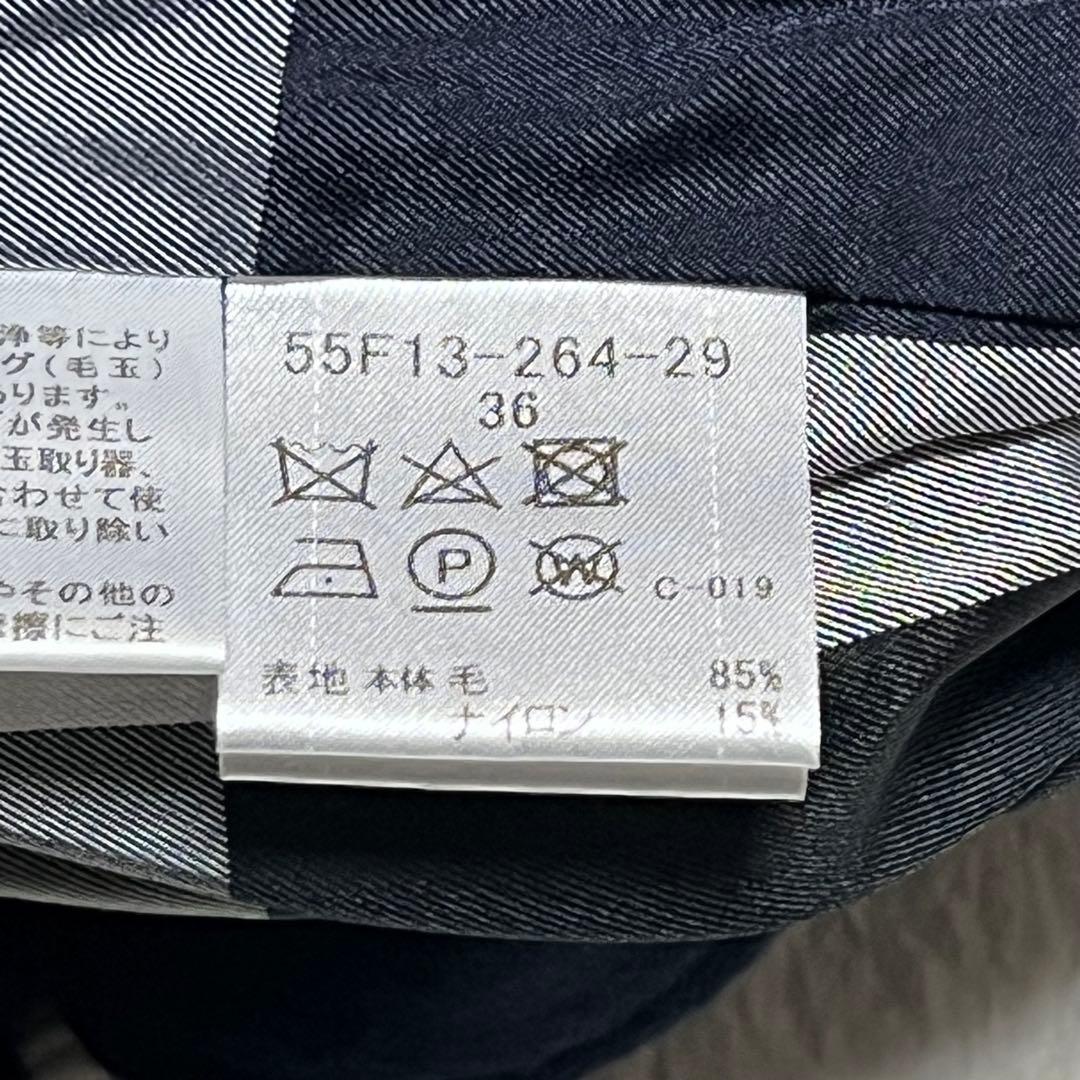 浄等により
グ(毛玉)
ります。
が発生し
玉取り器、
わせて使
に取り除い
やその他の
擦にご注
55F13-264-29
36
P
W C-019
表地 本体 毛 85%
ナイロン 15%